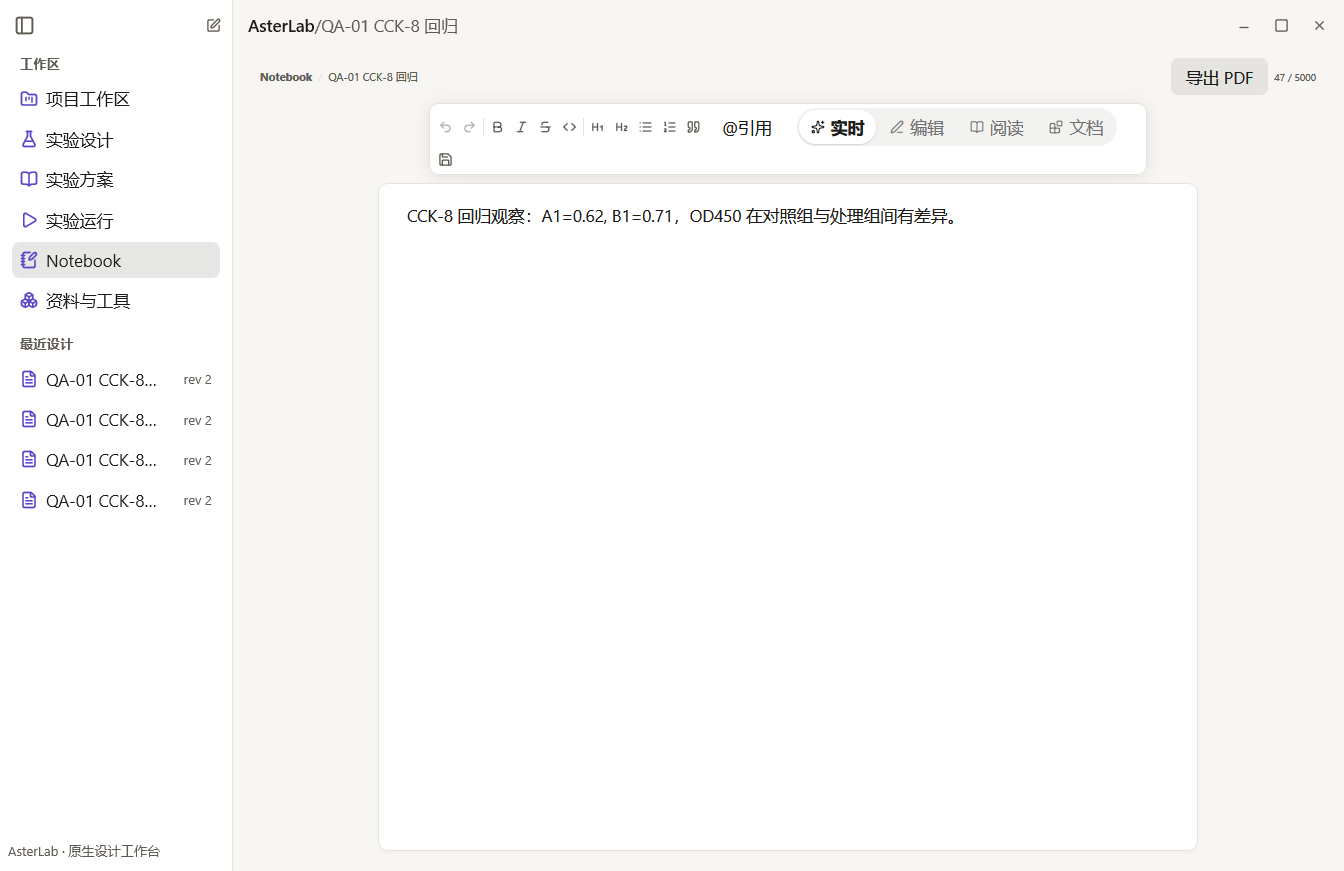 AsterLab/QA-01 CCK-8 回归
工作区
项目工作区
实验设计
实验方案
实验运行
Notebook
资料与工具
最近设计
QA-01 CCK-8... rev 2
QA-01 CCK-8... rev 2
QA-01 CCK-8... rev 2
QA-01 CCK-8... rev 2
AsterLab · 原生设计工作台
Notebook / QA-01 CCK-8 回归
导出 PDF 47 / 5000
B I S <> H1 H2 @引用 实时 编辑 阅读 文档
CCK-8 回归观察：A1=0.62, B1=0.71，OD450 在对照组与处理组间有差异。